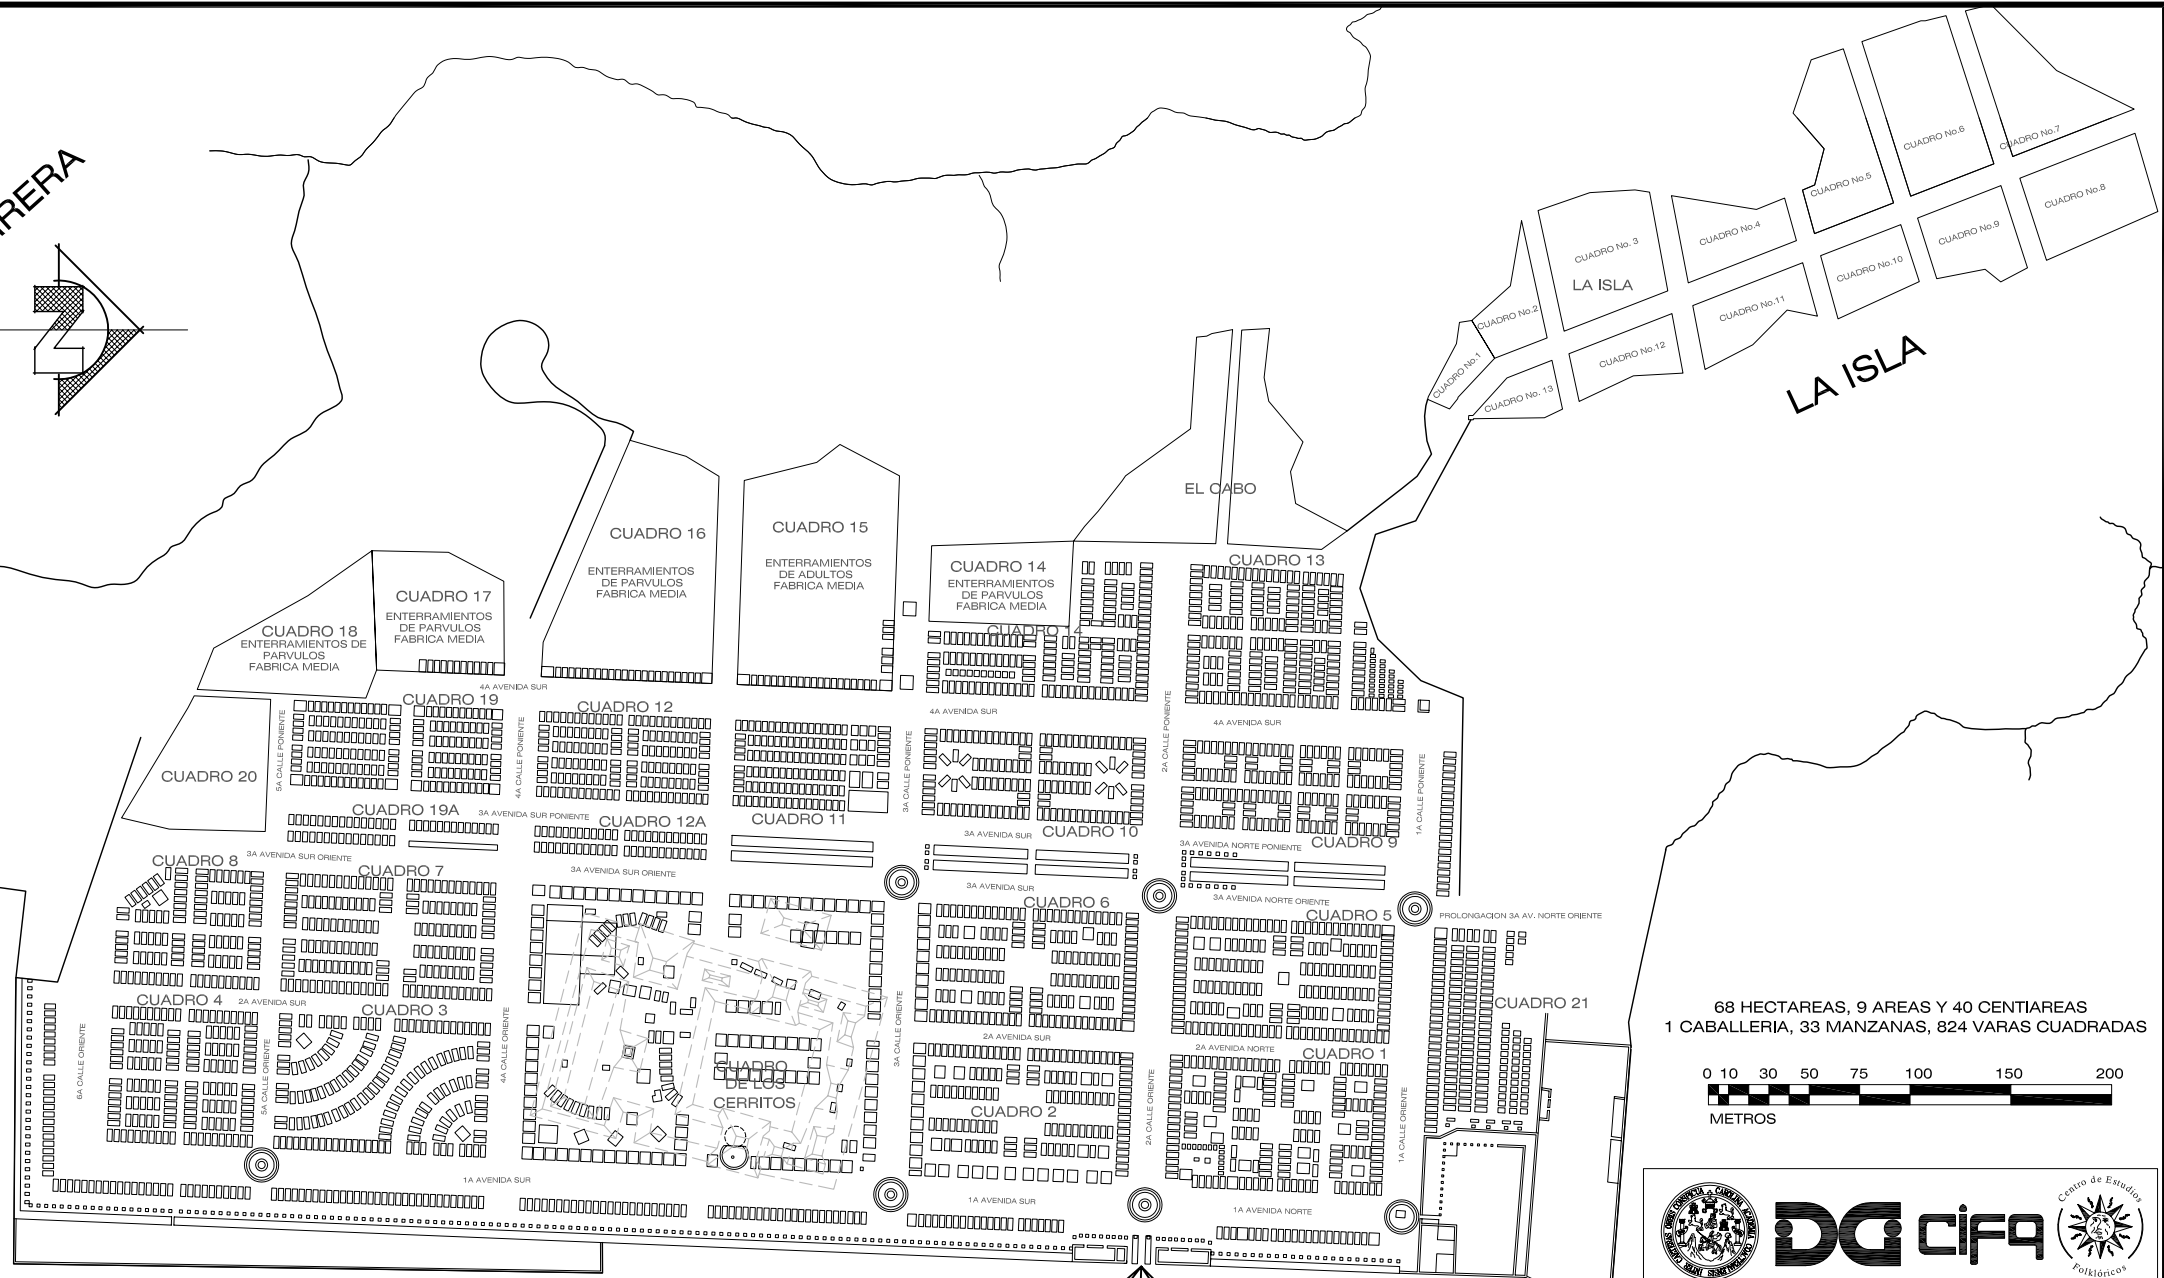 CUADRO No.6
CUADRO No.7
CUADRO No.5
CUADRO No.8
CUADRO No.4
CUADRO No.9
CUADRO No. 3
LA ISLA
CUADRO No.10
CUADRO No.11
CUADRO No.2
CUADRO No.1
CUADRO No.12
CUADRO No. 13
LA ISLA
EL CABO
CUADRO 16
ENTERRAMIENTOS
DE PARVULOS
FABRICA MEDIA
CUADRO 15
ENTERRAMIENTOS
DE ADULTOS
FABRICA MEDIA
CUADRO 14
ENTERRAMIENTOS
DE PARVULOS
FABRICA MEDIA
CUADRO 14
CUADRO 13
CUADRO 17
ENTERRAMIENTOS
DE PARVULOS
FABRICA MEDIA
CUADRO 18
ENTERRAMIENTOS DE
PARVULOS
FABRICA MEDIA
4A AVENIDA SUR
CUADRO 19
CUADRO 12
4A AVENIDA SUR
4A AVENIDA SUR
5A CALLE PONIENTE
4A CALLE PONIENTE
3A CALLE PONIENTE
2A CALLE PONIENTE
1A CALLE PONIENTE
CUADRO 20
CUADRO 19A
3A AVENIDA SUR PONIENTE
CUADRO 12A
CUADRO 11
3A AVENIDA SUR
CUADRO 10
3A AVENIDA NORTE PONIENTE
CUADRO 9
CUADRO 8
3A AVENIDA SUR ORIENTE
CUADRO 7
3A AVENIDA SUR ORIENTE
3A AVENIDA SUR
CUADRO 6
3A AVENIDA NORTE ORIENTE
CUADRO 5
PROLONGACION 3A AV. NORTE ORIENTE
CUADRO 4
2A AVENIDA SUR
CUADRO 3
CUADRO 21
6A CALLE ORIENTE
5A CALLE ORIENTE
4A CALLE ORIENTE
3A CALLE ORIENTE
2A AVENIDA SUR
2A AVENIDA NORTE
CUADRO 1
CUADRO
DE LOS
CERRITOS
CUADRO 2
2A CALLE ORIENTE
1A CALLE ORIENTE
1A AVENIDA SUR
1A AVENIDA SUR
1A AVENIDA NORTE
68 HECTAREAS, 9 AREAS Y 40 CENTIAREAS
1 CABALLERIA, 33 MANZANAS, 824 VARAS CUADRADAS
0 10 30 50 75 100 150 200
METROS
DG
CIFA
Centro de Estudios
Folklóricos